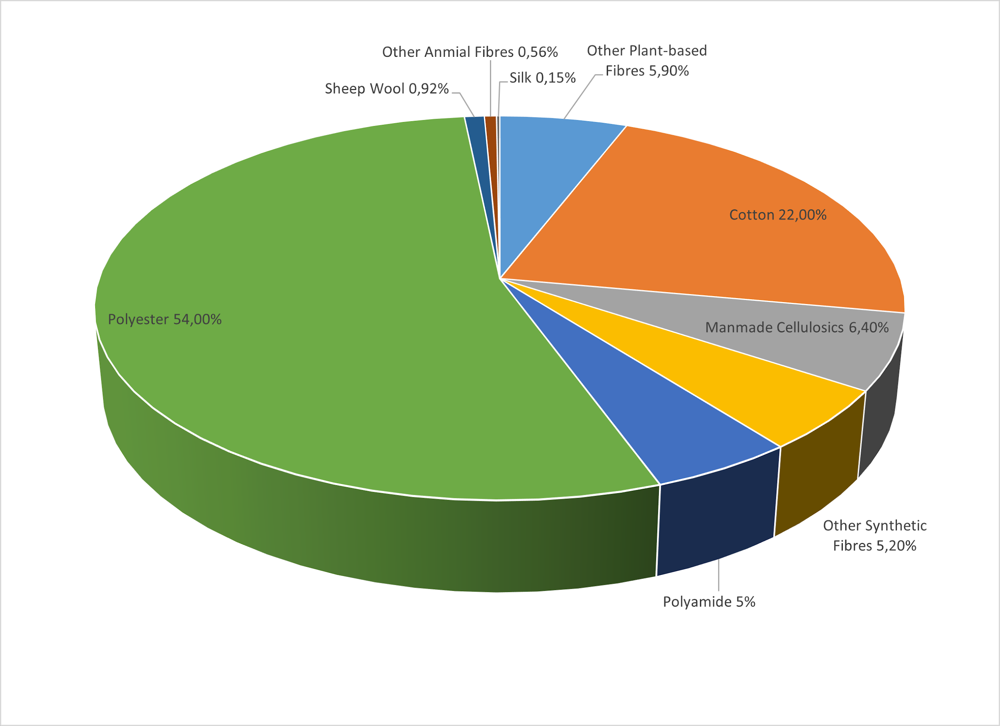 Other Anmial Fibres 0,56%
Other Plant-based
Fibres 5,90%
Silk 0,15%
Sheep Wool 0,92%
Cotton 22,00%
Polyester 54,00%
Manmade Cellulosics 6,40%
Other Synthetic
Fibres 5,20%
Polyamide 5%